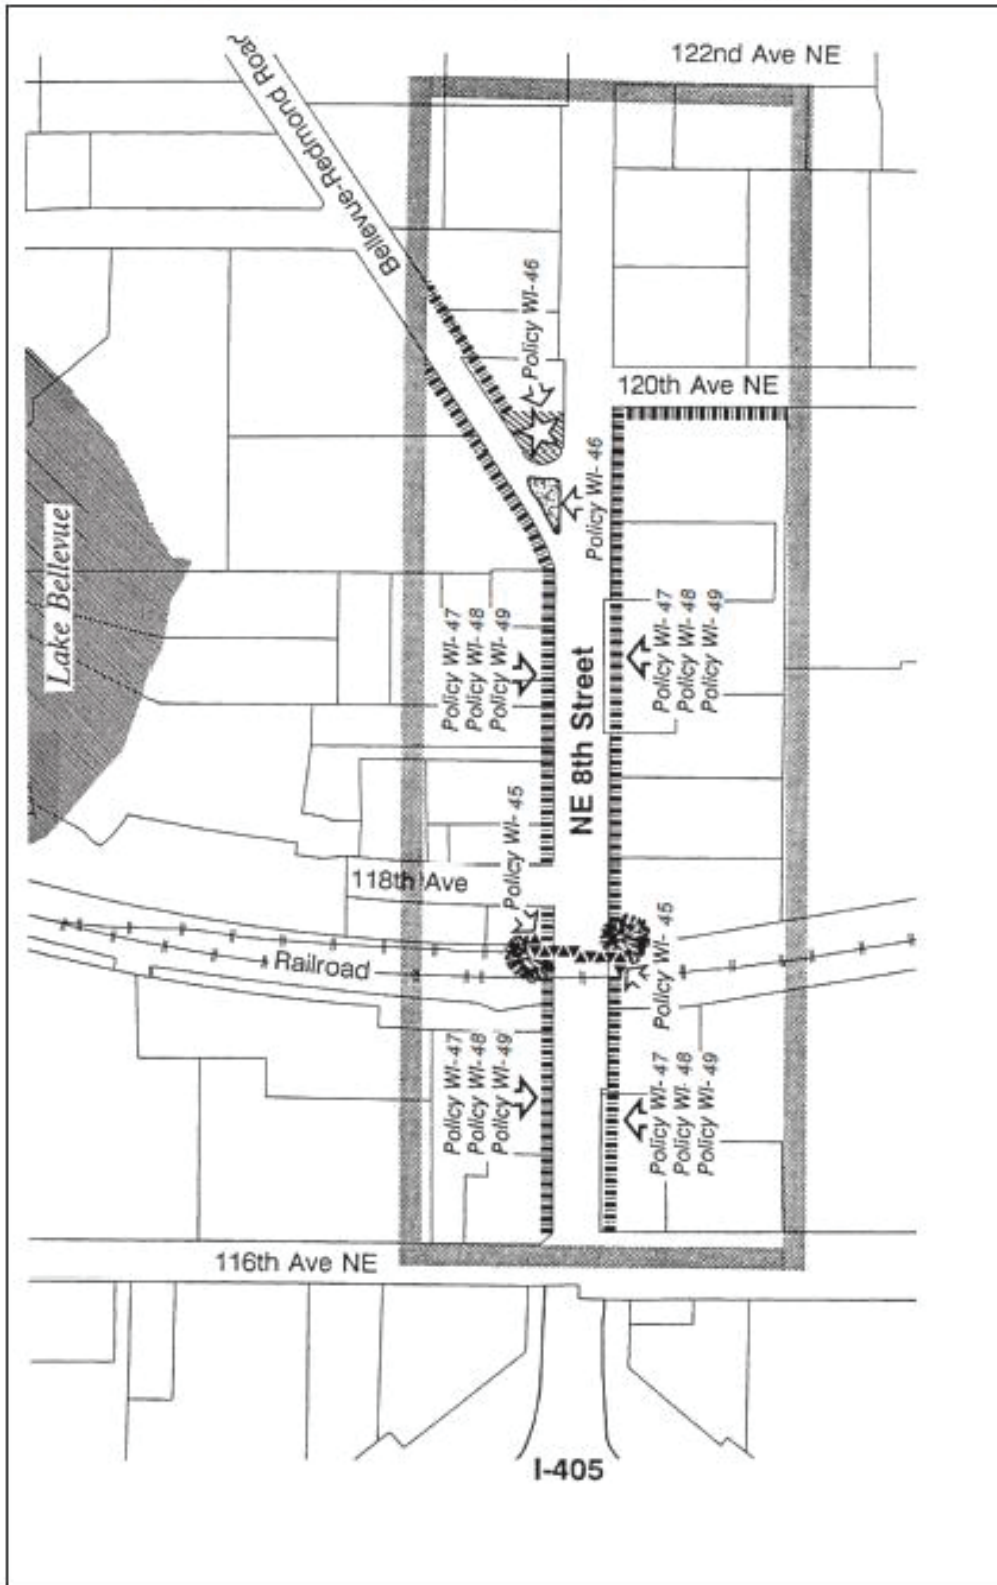 122nd Ave NE
Bellevue-Redmond Road
Policy WI-46
120th Ave NE
Policy WI-46
Lake Bellevue
Policy WI-47
Policy WI-48
Policy WI-49
Policy WI-47
Policy WI-48
Policy WI-49
NE 8th Street
Policy WI-45
118th Ave
Policy WI-45
Railroad
Policy WI-47
Policy WI-48
Policy WI-49
Policy WI-47
Policy WI-48
Policy WI-49
116th Ave NE
I-405